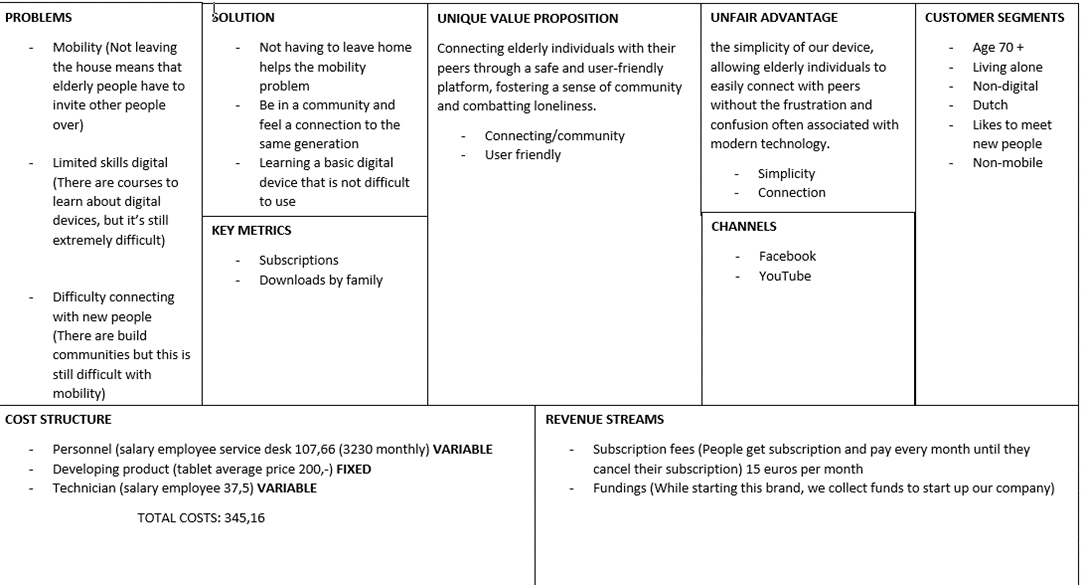 PROBLEMS
- Mobility (Not leaving
the house means that
elderly people have to
invite other people
over)
- Limited skills digital
(There are courses to
learn about digital
devices, but it's still
extremely difficult)
- Difficulty connecting
with new people
(There are build
communities but this is
still difficult with
mobility)
SOLUTION
- Not having to leave home
helps the mobility
problem
- Be in a community and
feel a connection to the
same generation
- Learning a basic digital
device that is not difficult
to use
KEY METRICS
- Subscriptions
- Downloads by family
UNIQUE VALUE PROPOSITION
Connecting elderly individuals with their
peers through a safe and user-friendly
platform, fostering a sense of community
and combatting loneliness.
- Connecting/community
- User friendly
UNFAIR ADVANTAGE
the simplicity of our device,
allowing elderly individuals to
easily connect with peers
without the frustration and
confusion often associated with
modern technology.
- Simplicity
- Connection
CHANNELS
- Facebook
- YouTube
CUSTOMER SEGMENTS
- Age 70 +
- Living alone
- Non-digital
- Dutch
- Likes to meet
new people
- Non-mobile
COST STRUCTURE
- Personnel (salary employee service desk 107,66 (3230 monthly) VARIABLE
- Developing product (tablet average price 200,-) FIXED
- Technician (salary employee 37,5) VARIABLE
TOTAL COSTS: 345,16
REVENUE STREAMS
- Subscription fees (People get subscription and pay every month until they
cancel their subscription) 15 euros per month
- Fundings (While starting this brand, we collect funds to start up our company)